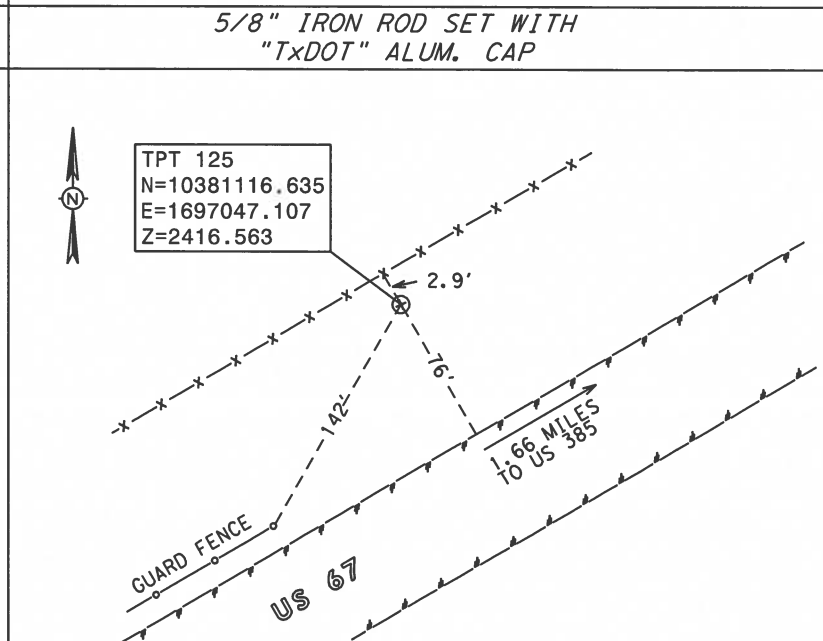 5/8" IRON ROD SET WITH
"TxDOT" ALUM. CAP
N
TPT 125
N=10381116.635
E=1697047.107
Z=2416.563
2.9'
76'
142'
1.66 MILES
TO US 385
GUARD FENCE
US 67